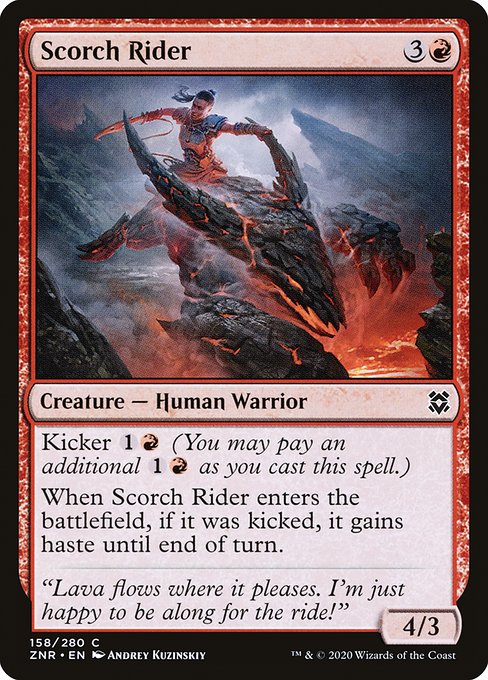 Scorch Rider 3
Creature — Human Warrior
Kicker 1 (You may pay an
additional 1 as you cast this spell.)
When Scorch Rider enters the
battlefield, if it was kicked, it gains
haste until end of turn.
“Lava flows where it pleases. I’m just
happy to be along for the ride!”
4/3
158/280 C
ZNR • EN Andrey Kuzinskiy
™ & © 2020 Wizards of the Coast